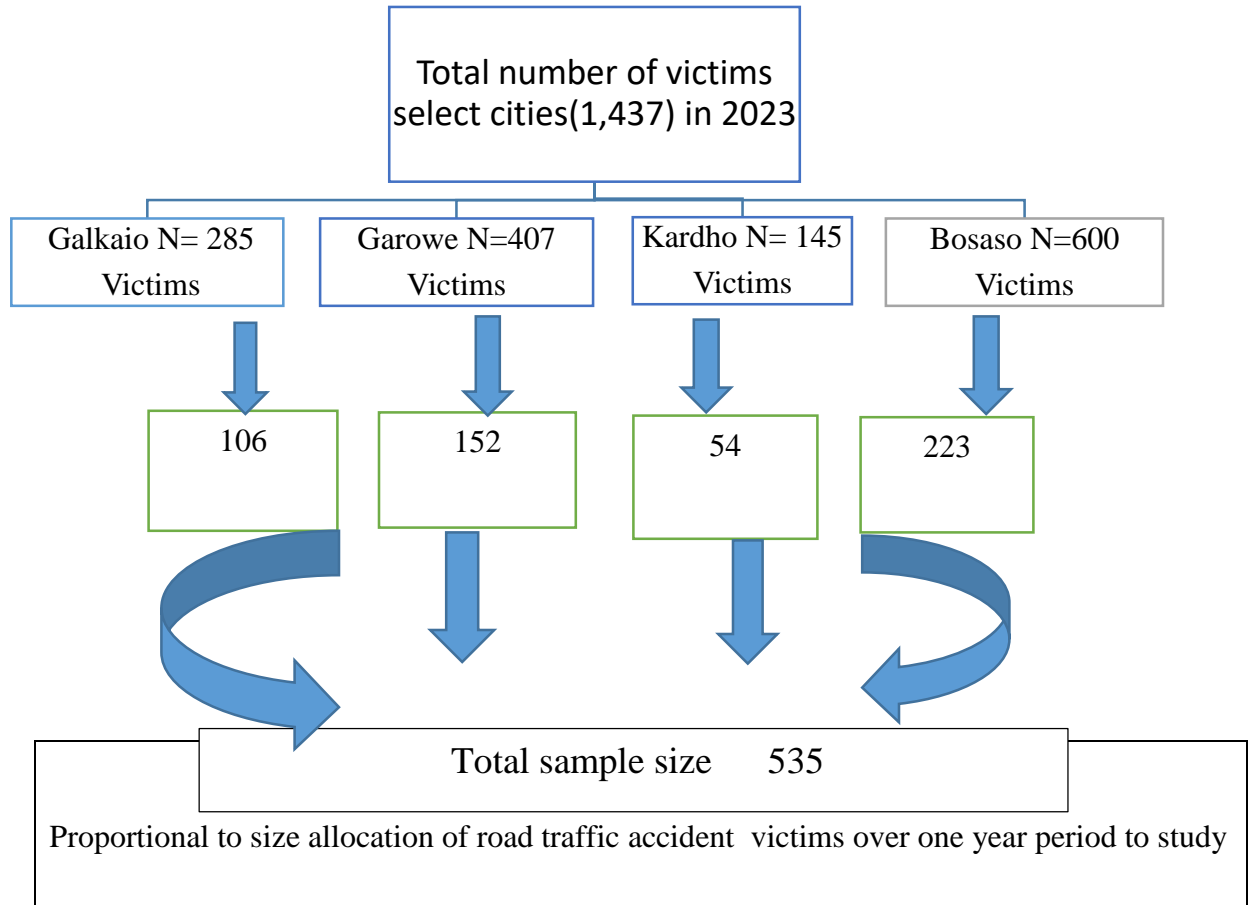 Total number of victims
select cities(1,437) in 2023
Galkaio N= 285
Victims
Garowe N=407
Victims
Kardho N= 145
Victims
Bosaso N=600
Victims
106
152
54
223
Total sample size 535
Proportional to size allocation of road traffic accident victims over one year period to study